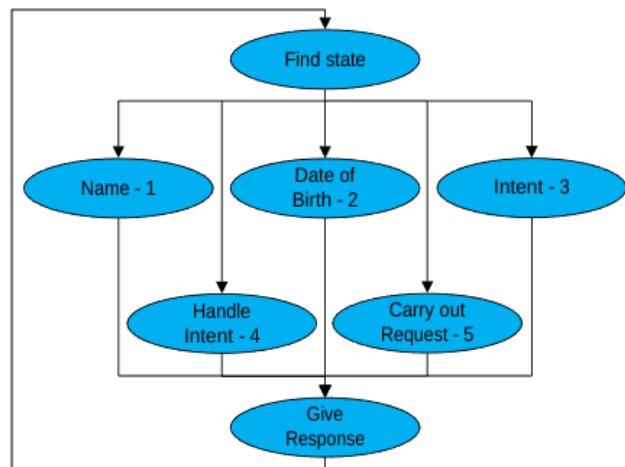 Find state
Name - 1
Date of
Birth - 2
Intent - 3
Handle
Intent - 4
Carry out
Request - 5
Give
Response